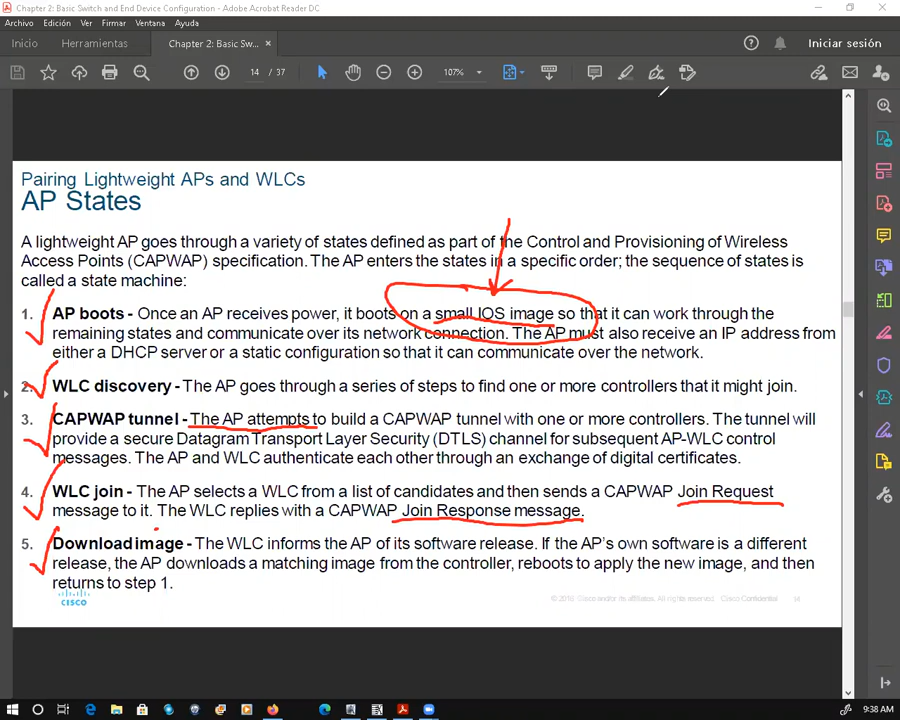 Chapter 2: Basic Switch and End Device Configuration - Adobe Acrobat Reader DC
Archivo Edición Ver Firmar Ventana Ayuda
Inicio Herramientas Chapter 2: Basic Sw... × Iniciar sesión
14 / 37 107%
Pairing Lightweight APs and WLCs
AP States
A lightweight AP goes through a variety of states defined as part of the Control and Provisioning of Wireless
Access Points (CAPWAP) specification. The AP enters the states in a specific order; the sequence of states is
called a state machine:
1. AP boots - Once an AP receives power, it boots on a small IOS image so that it can work through the
remaining states and communicate over its network connection. The AP must also receive an IP address from
either a DHCP server or a static configuration so that it can communicate over the network.
2. WLC discovery - The AP goes through a series of steps to find one or more controllers that it might join.
3. CAPWAP tunnel - The AP attempts to build a CAPWAP tunnel with one or more controllers. The tunnel will
provide a secure Datagram Transport Layer Security (DTLS) channel for subsequent AP-WLC control
messages. The AP and WLC authenticate each other through an exchange of digital certificates.
4. WLC join - The AP selects a WLC from a list of candidates and then sends a CAPWAP Join Request
message to it. The WLC replies with a CAPWAP Join Response message.
5. Download image - The WLC informs the AP of its software release. If the AP's own software is a different
release, the AP downloads a matching image from the controller, reboots to apply the new image, and then
returns to step 1.
CISCO
Cisco and/or its affiliates. All rights reserved. Cisco Confidential
9:38 AM